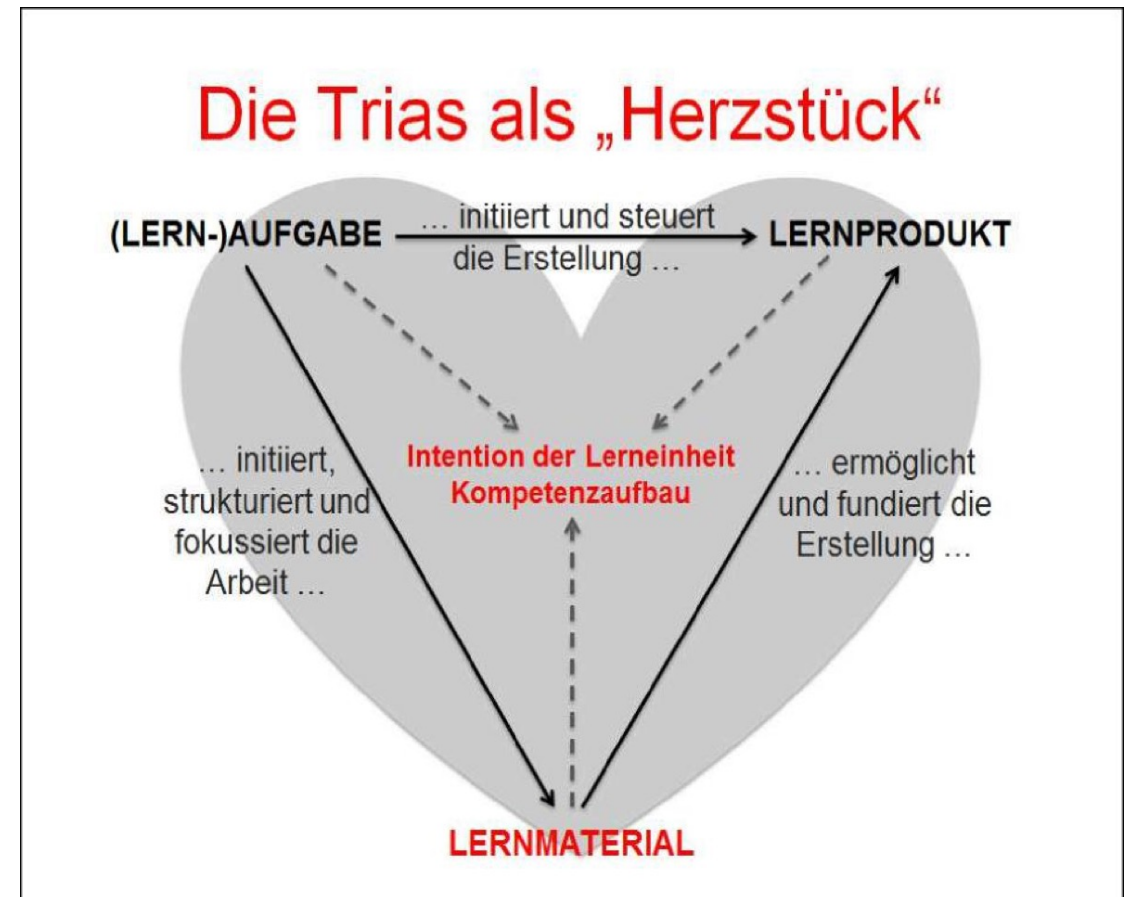 Die Trias als „Herzstück“
(LERN-)AUFGABE
… initiiert und steuert
die Erstellung …
LERNPRODUKT
… initiiert,
strukturiert und
fokussiert die
Arbeit …
Intention der Lerneinheit
Kompetenzaufbau
… ermöglicht
und fundiert die
Erstellung …
LERNMATERIAL